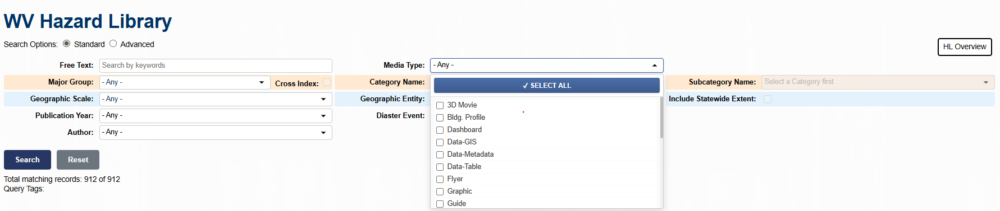 WV Hazard Library
Search Options: Standard Advanced
HL Overview
Free Text: Search by keywords Media Type: - Any -
Major Group: - Any - Cross Index: Category Name: Subcategory Name: Select a Category first
Geographic Scale: - Any - Geographic Entity: Include Statewide Extent:
Publication Year: - Any - Diaster Event:
Author: - Any -
✓ SELECT ALL
3D Movie
Bldg. Profile
Dashboard
Data-GIS
Data-Metadata
Data-Table
Flyer
Graphic
Guide
Search Reset
Total matching records: 912 of 912
Query Tags: